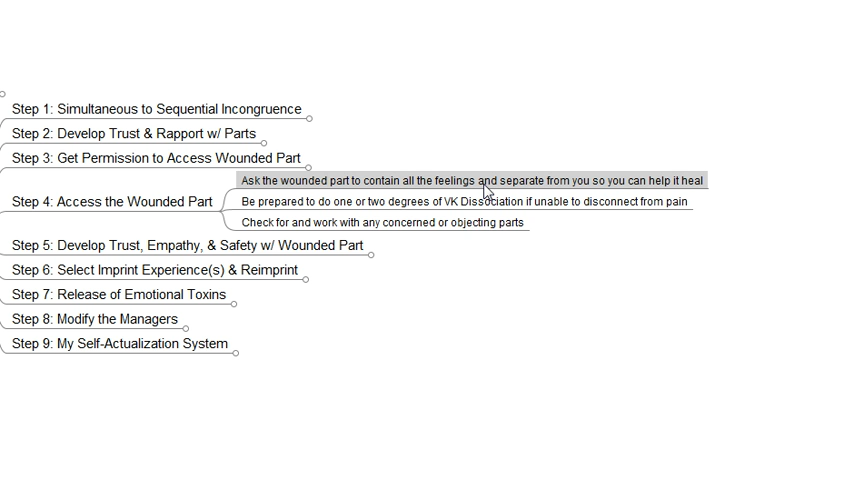 Step 1: Simultaneous to Sequential Incongruence
Step 2: Develop Trust & Rapport w/ Parts
Step 3: Get Permission to Access Wounded Part
Step 4: Access the Wounded Part
Ask the wounded part to contain all the feelings and separate from you so you can help it heal
Be prepared to do one or two degrees of VK Dissociation if unable to disconnect from pain
Check for and work with any concerned or objecting parts
Step 5: Develop Trust, Empathy, & Safety w/ Wounded Part
Step 6: Select Imprint Experience(s) & Reimprint
Step 7: Release of Emotional Toxins
Step 8: Modify the Managers
Step 9: My Self-Actualization System